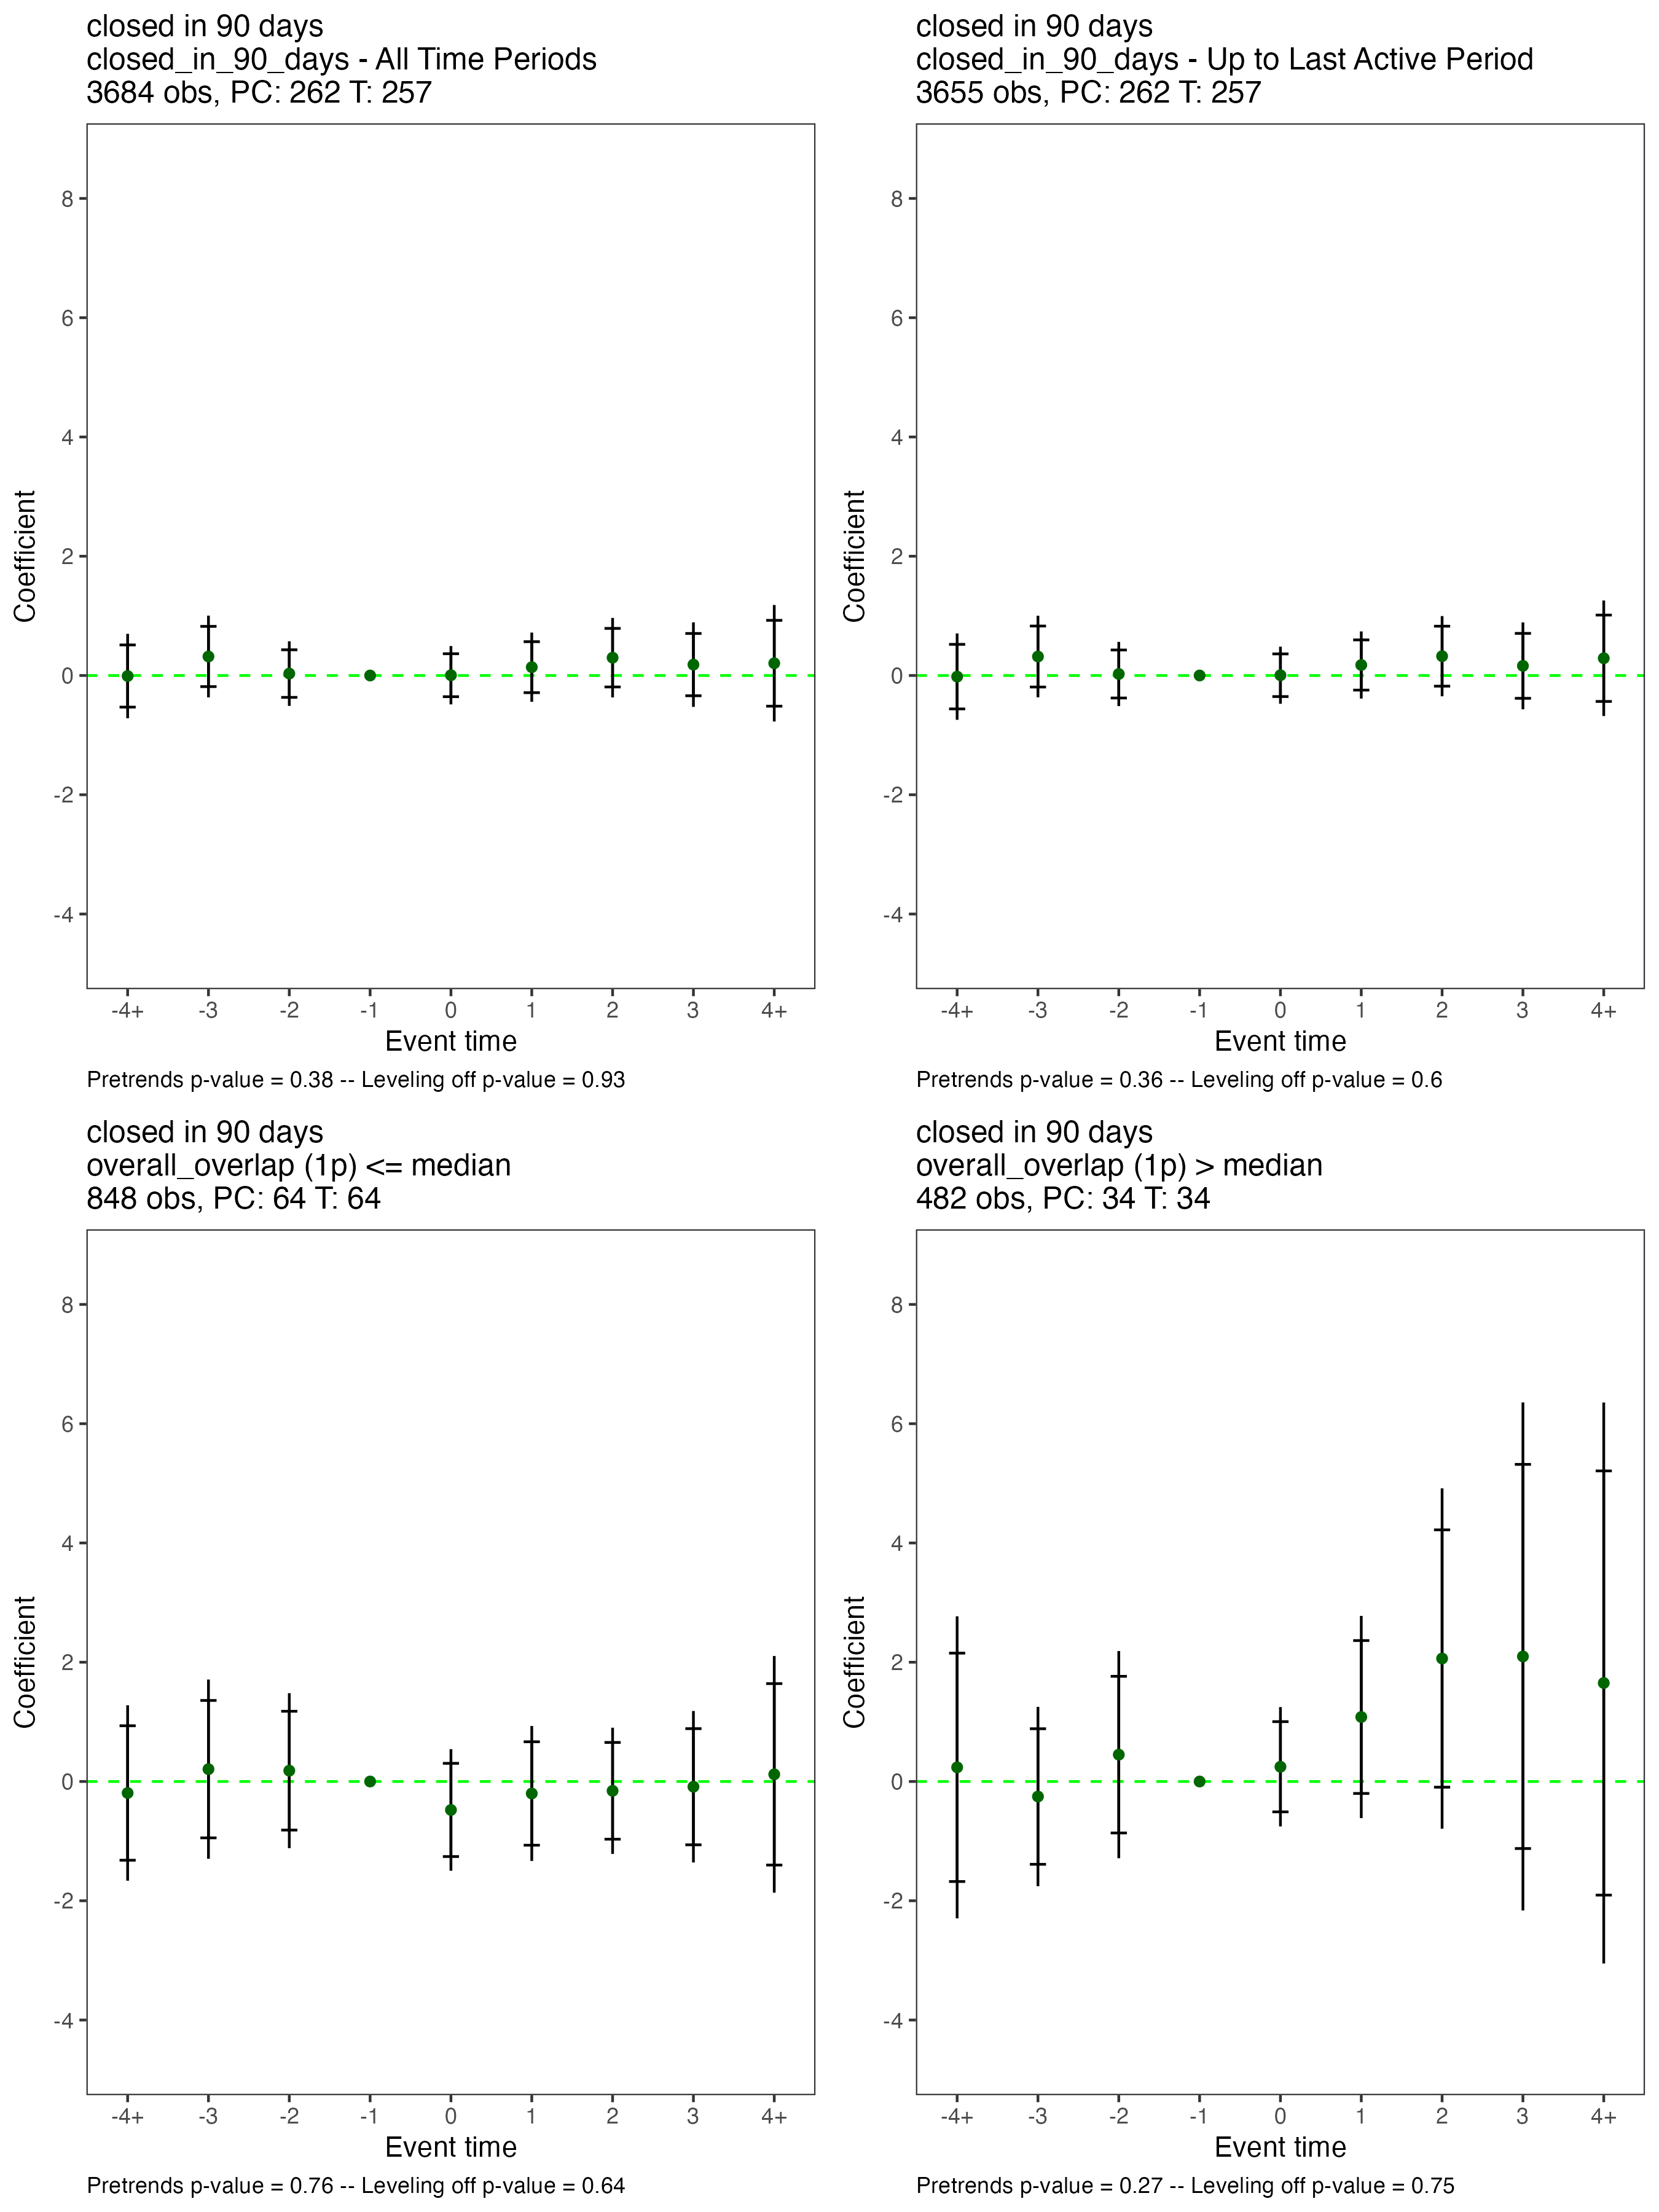 closed in 90 days
closed_in_90_days - All Time Periods
3684 obs, PC: 262 T: 257
8
6
4
2
0
-2
-4
Coefficient
-4+ -3 -2 -1 0 1 2 3 4+
Event time
Pretrends p-value = 0.38 -- Leveling off p-value = 0.93
closed in 90 days
closed_in_90_days - Up to Last Active Period
3655 obs, PC: 262 T: 257
8
6
4
2
0
-2
-4
Coefficient
-4+ -3 -2 -1 0 1 2 3 4+
Event time
Pretrends p-value = 0.36 -- Leveling off p-value = 0.6
closed in 90 days
overall_overlap (1p) <= median
848 obs, PC: 64 T: 64
8
6
4
2
0
-2
-4
Coefficient
-4+ -3 -2 -1 0 1 2 3 4+
Event time
Pretrends p-value = 0.76 -- Leveling off p-value = 0.64
closed in 90 days
overall_overlap (1p) > median
482 obs, PC: 34 T: 34
8
6
4
2
0
-2
-4
Coefficient
-4+ -3 -2 -1 0 1 2 3 4+
Event time
Pretrends p-value = 0.27 -- Leveling off p-value = 0.75